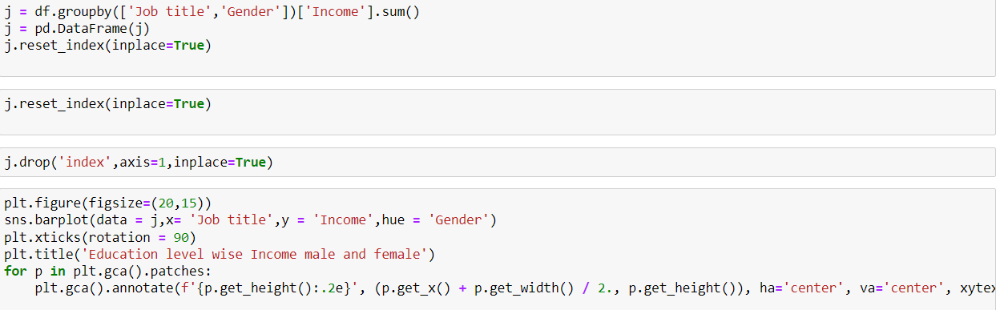 j = df.groupby(['Job title','Gender'])['Income'].sum()
j = pd.DataFrame(j)
j.reset_index(inplace=True)
j.reset_index(inplace=True)
j.drop('index',axis=1,inplace=True)
plt.figure(figsize=(20,15))
sns.barplot(data = j,x= 'Job title',y = 'Income',hue = 'Gender')
plt.xticks(rotation = 90)
plt.title('Education level wise Income male and female')
for p in plt.gca().patches:
    plt.gca().annotate(f'{p.get_height():.2e}', (p.get_x() + p.get_width() / 2., p.get_height()), ha='center', va='center', xytex